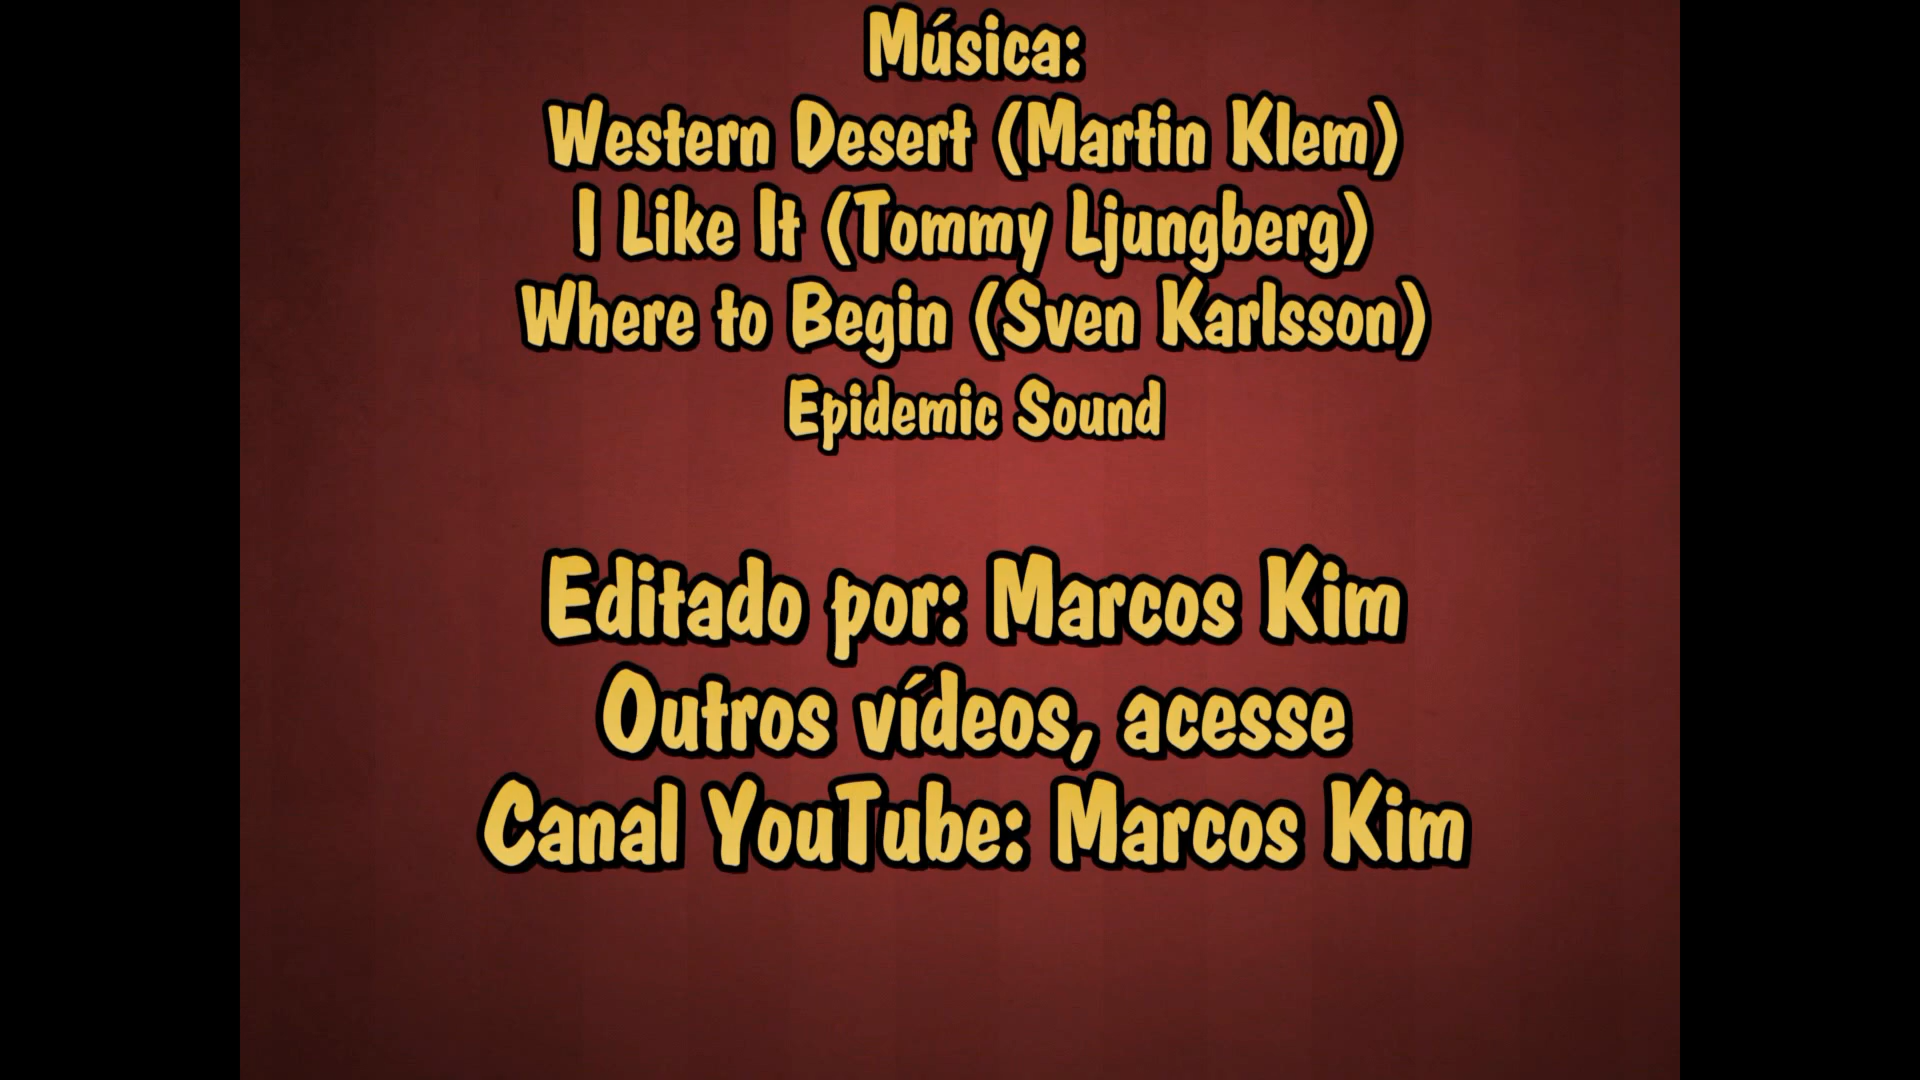 Música:
Western Desert (Martin Klem)
I Like It (Tommy Ljungberg)
Where to Begin (Sven Karlsson)
Epidemic Sound
Editado por: Marcos Kim
Outros vídeos, acesse
Canal YouTube: Marcos Kim